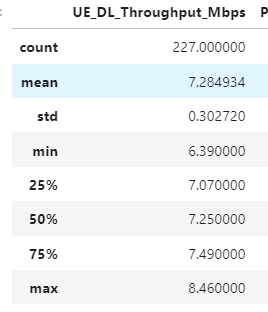 UE_DL_Throughput_Mbps P
count 227.000000
mean 7.284934
std 0.302720
min 6.390000
25% 7.070000
50% 7.250000
75% 7.490000
max 8.460000